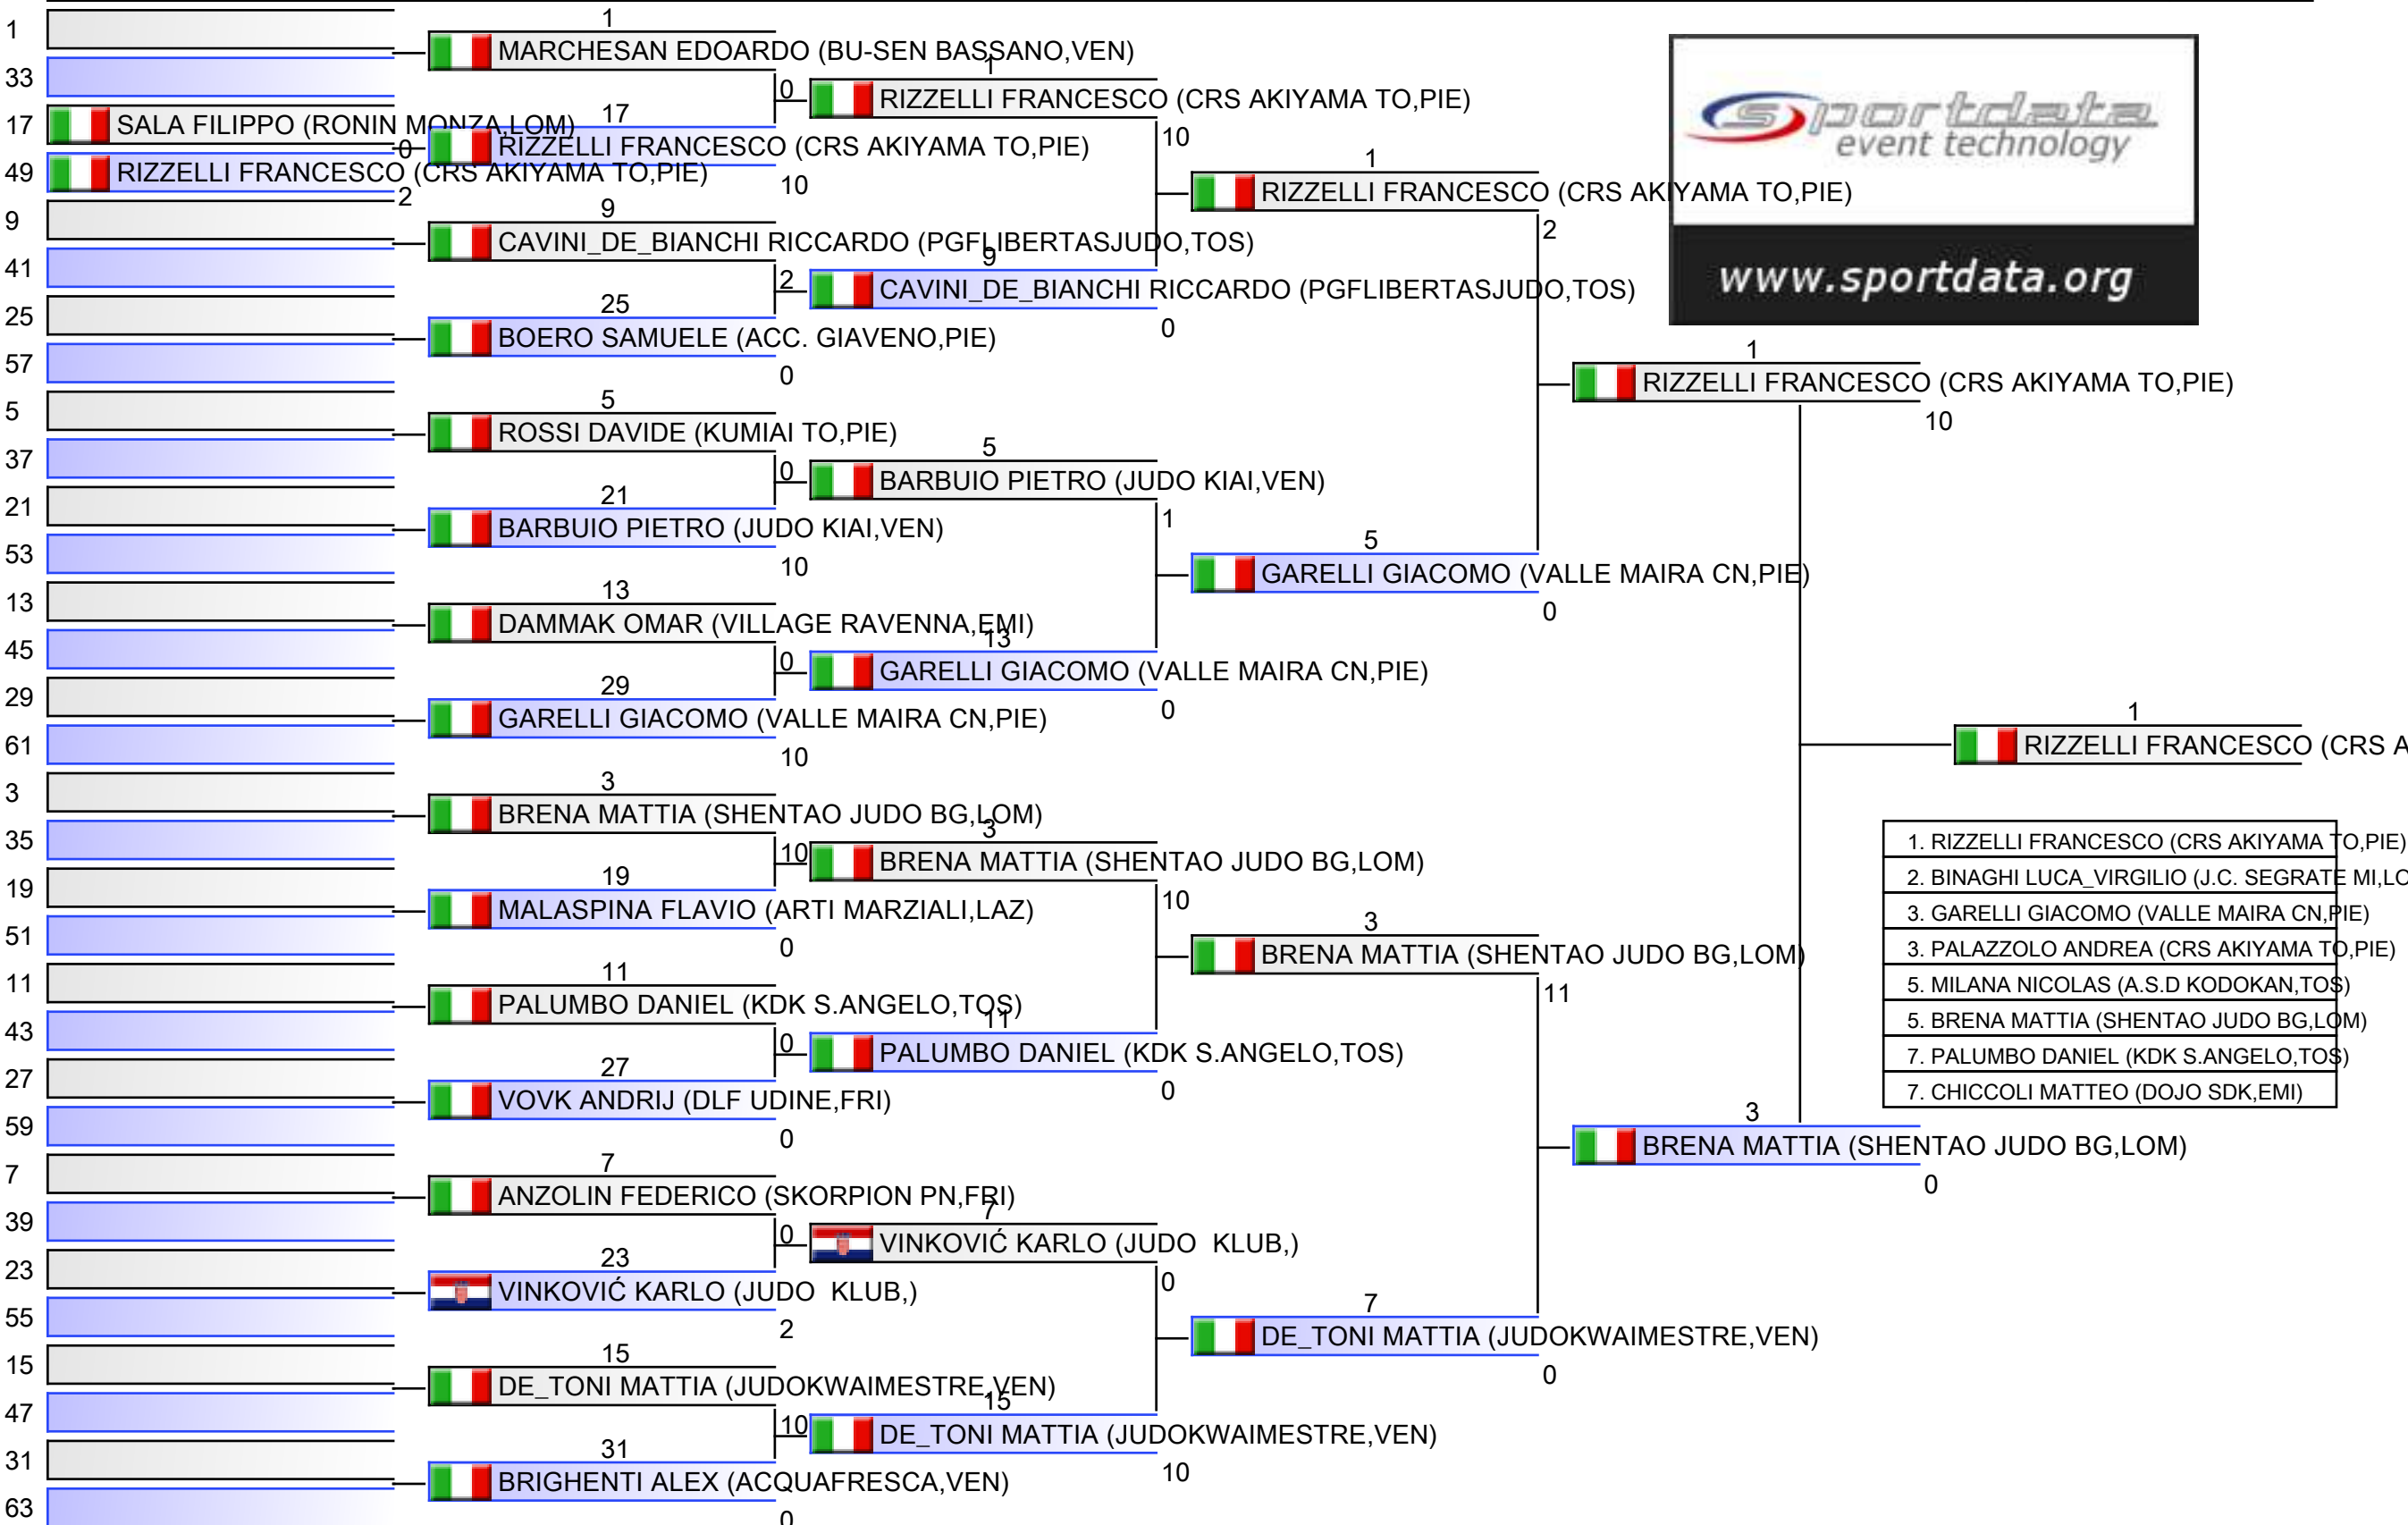 1
33
17 SALA FILIPPO (RONIN MONZA,LOM)
0
49 RIZZELLI FRANCESCO (CRS AKIYAMA TO,PIE)
2
9
41
25
57
5
37
21
53
13
45
29
61
3
35
19
51
11
43
27
59
7
39
23
55
15
47
31
63
1
MARCHESAN EDOARDO (BU-SEN BASSANO,VEN)
0
17
RIZZELLI FRANCESCO (CRS AKIYAMA TO,PIE)
10
9
CAVINI_DE_BIANCHI RICCARDO (PGFLIBERTASJUDO,TOS)
2
25
BOERO SAMUELE (ACC. GIAVENO,PIE)
0
5
ROSSI DAVIDE (KUMIAI TO,PIE)
0
21
BARBUIO PIETRO (JUDO KIAI,VEN)
10
13
DAMMAK OMAR (VILLAGE RAVENNA,EMI)
0
29
GARELLI GIACOMO (VALLE MAIRA CN,PIE)
10
3
BRENA MATTIA (SHENTAO JUDO BG,LOM)
10
19
MALASPINA FLAVIO (ARTI MARZIALI,LAZ)
0
11
PALUMBO DANIEL (KDK S.ANGELO,TOS)
0
27
VOVK ANDRIJ (DLF UDINE,FRI)
0
7
ANZOLIN FEDERICO (SKORPION PN,FRI)
0
23
VINKOVIĆ KARLO (JUDO  KLUB,)
2
15
DE_TONI MATTIA (JUDOKWAIMESTRE,VEN)
10
31
BRIGHENTI ALEX (ACQUAFRESCA,VEN)
0
1
RIZZELLI FRANCESCO (CRS AKIYAMA TO,PIE)
10
9
CAVINI_DE_BIANCHI RICCARDO (PGFLIBERTASJUDO,TOS)
0
5
BARBUIO PIETRO (JUDO KIAI,VEN)
1
13
GARELLI GIACOMO (VALLE MAIRA CN,PIE)
0
3
BRENA MATTIA (SHENTAO JUDO BG,LOM)
10
11
PALUMBO DANIEL (KDK S.ANGELO,TOS)
0
7
VINKOVIĆ KARLO (JUDO  KLUB,)
0
15
DE_TONI MATTIA (JUDOKWAIMESTRE,VEN)
10
1
RIZZELLI FRANCESCO (CRS AKIYAMA TO,PIE)
2
5
GARELLI GIACOMO (VALLE MAIRA CN,PIE)
0
3
BRENA MATTIA (SHENTAO JUDO BG,LOM)
11
7
DE_TONI MATTIA (JUDOKWAIMESTRE,VEN)
0
sportdata
event technology
www.sportdata.org
1
RIZZELLI FRANCESCO (CRS AKIYAMA TO,PIE)
10
3
BRENA MATTIA (SHENTAO JUDO BG,LOM)
0
1
RIZZELLI FRANCESCO (CRS A
1. RIZZELLI FRANCESCO (CRS AKIYAMA TO,PIE)
2. BINAGHI LUCA_VIRGILIO (J.C. SEGRATE MI,LO
3. GARELLI GIACOMO (VALLE MAIRA CN,PIE)
3. PALAZZOLO ANDREA (CRS AKIYAMA TO,PIE)
5. MILANA NICOLAS (A.S.D KODOKAN,TOS)
5. BRENA MATTIA (SHENTAO JUDO BG,LOM)
7. PALUMBO DANIEL (KDK S.ANGELO,TOS)
7. CHICCOLI MATTEO (DOJO SDK,EMI)